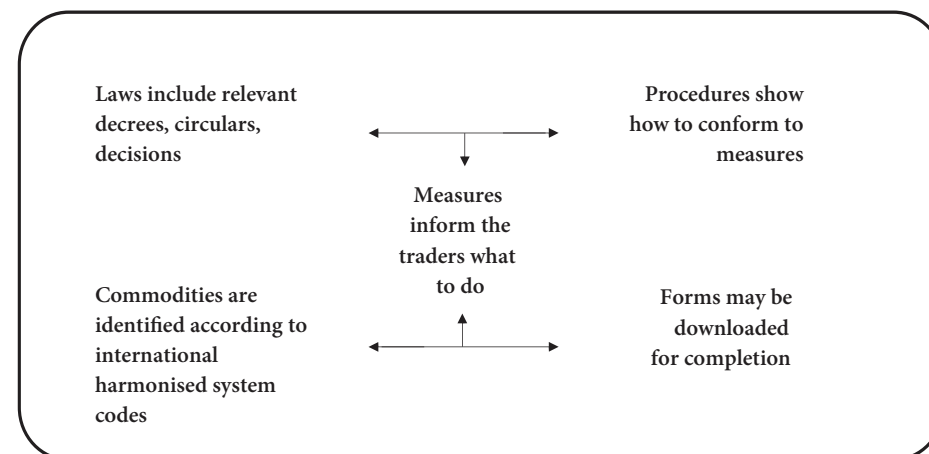 Laws include relevant
decrees, circulars,
decisions
Procedures show
how to conform to
measures
Measures
inform the
traders what
to do
Commodities are
identified according to
international
harmonised system
codes
Forms may be
downloaded
for completion